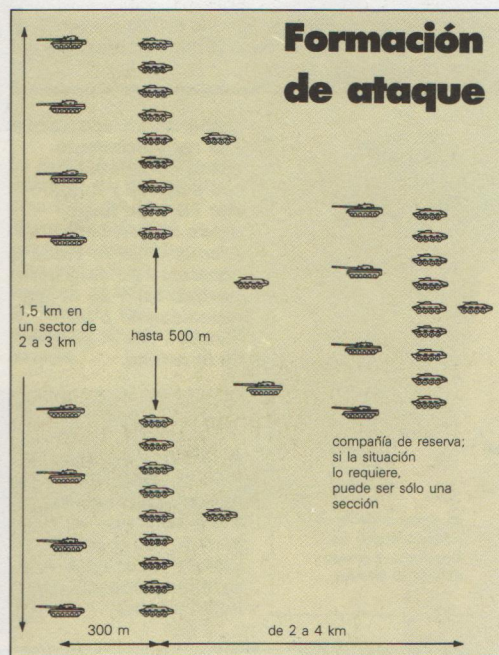 Formación
de ataque
1,5 km en
un sector de
2 a 3 km
hasta 500 m
compañía de reserva;
si la situación
lo requiere,
puede ser sólo una
sección
300 m
de 2 a 4 km